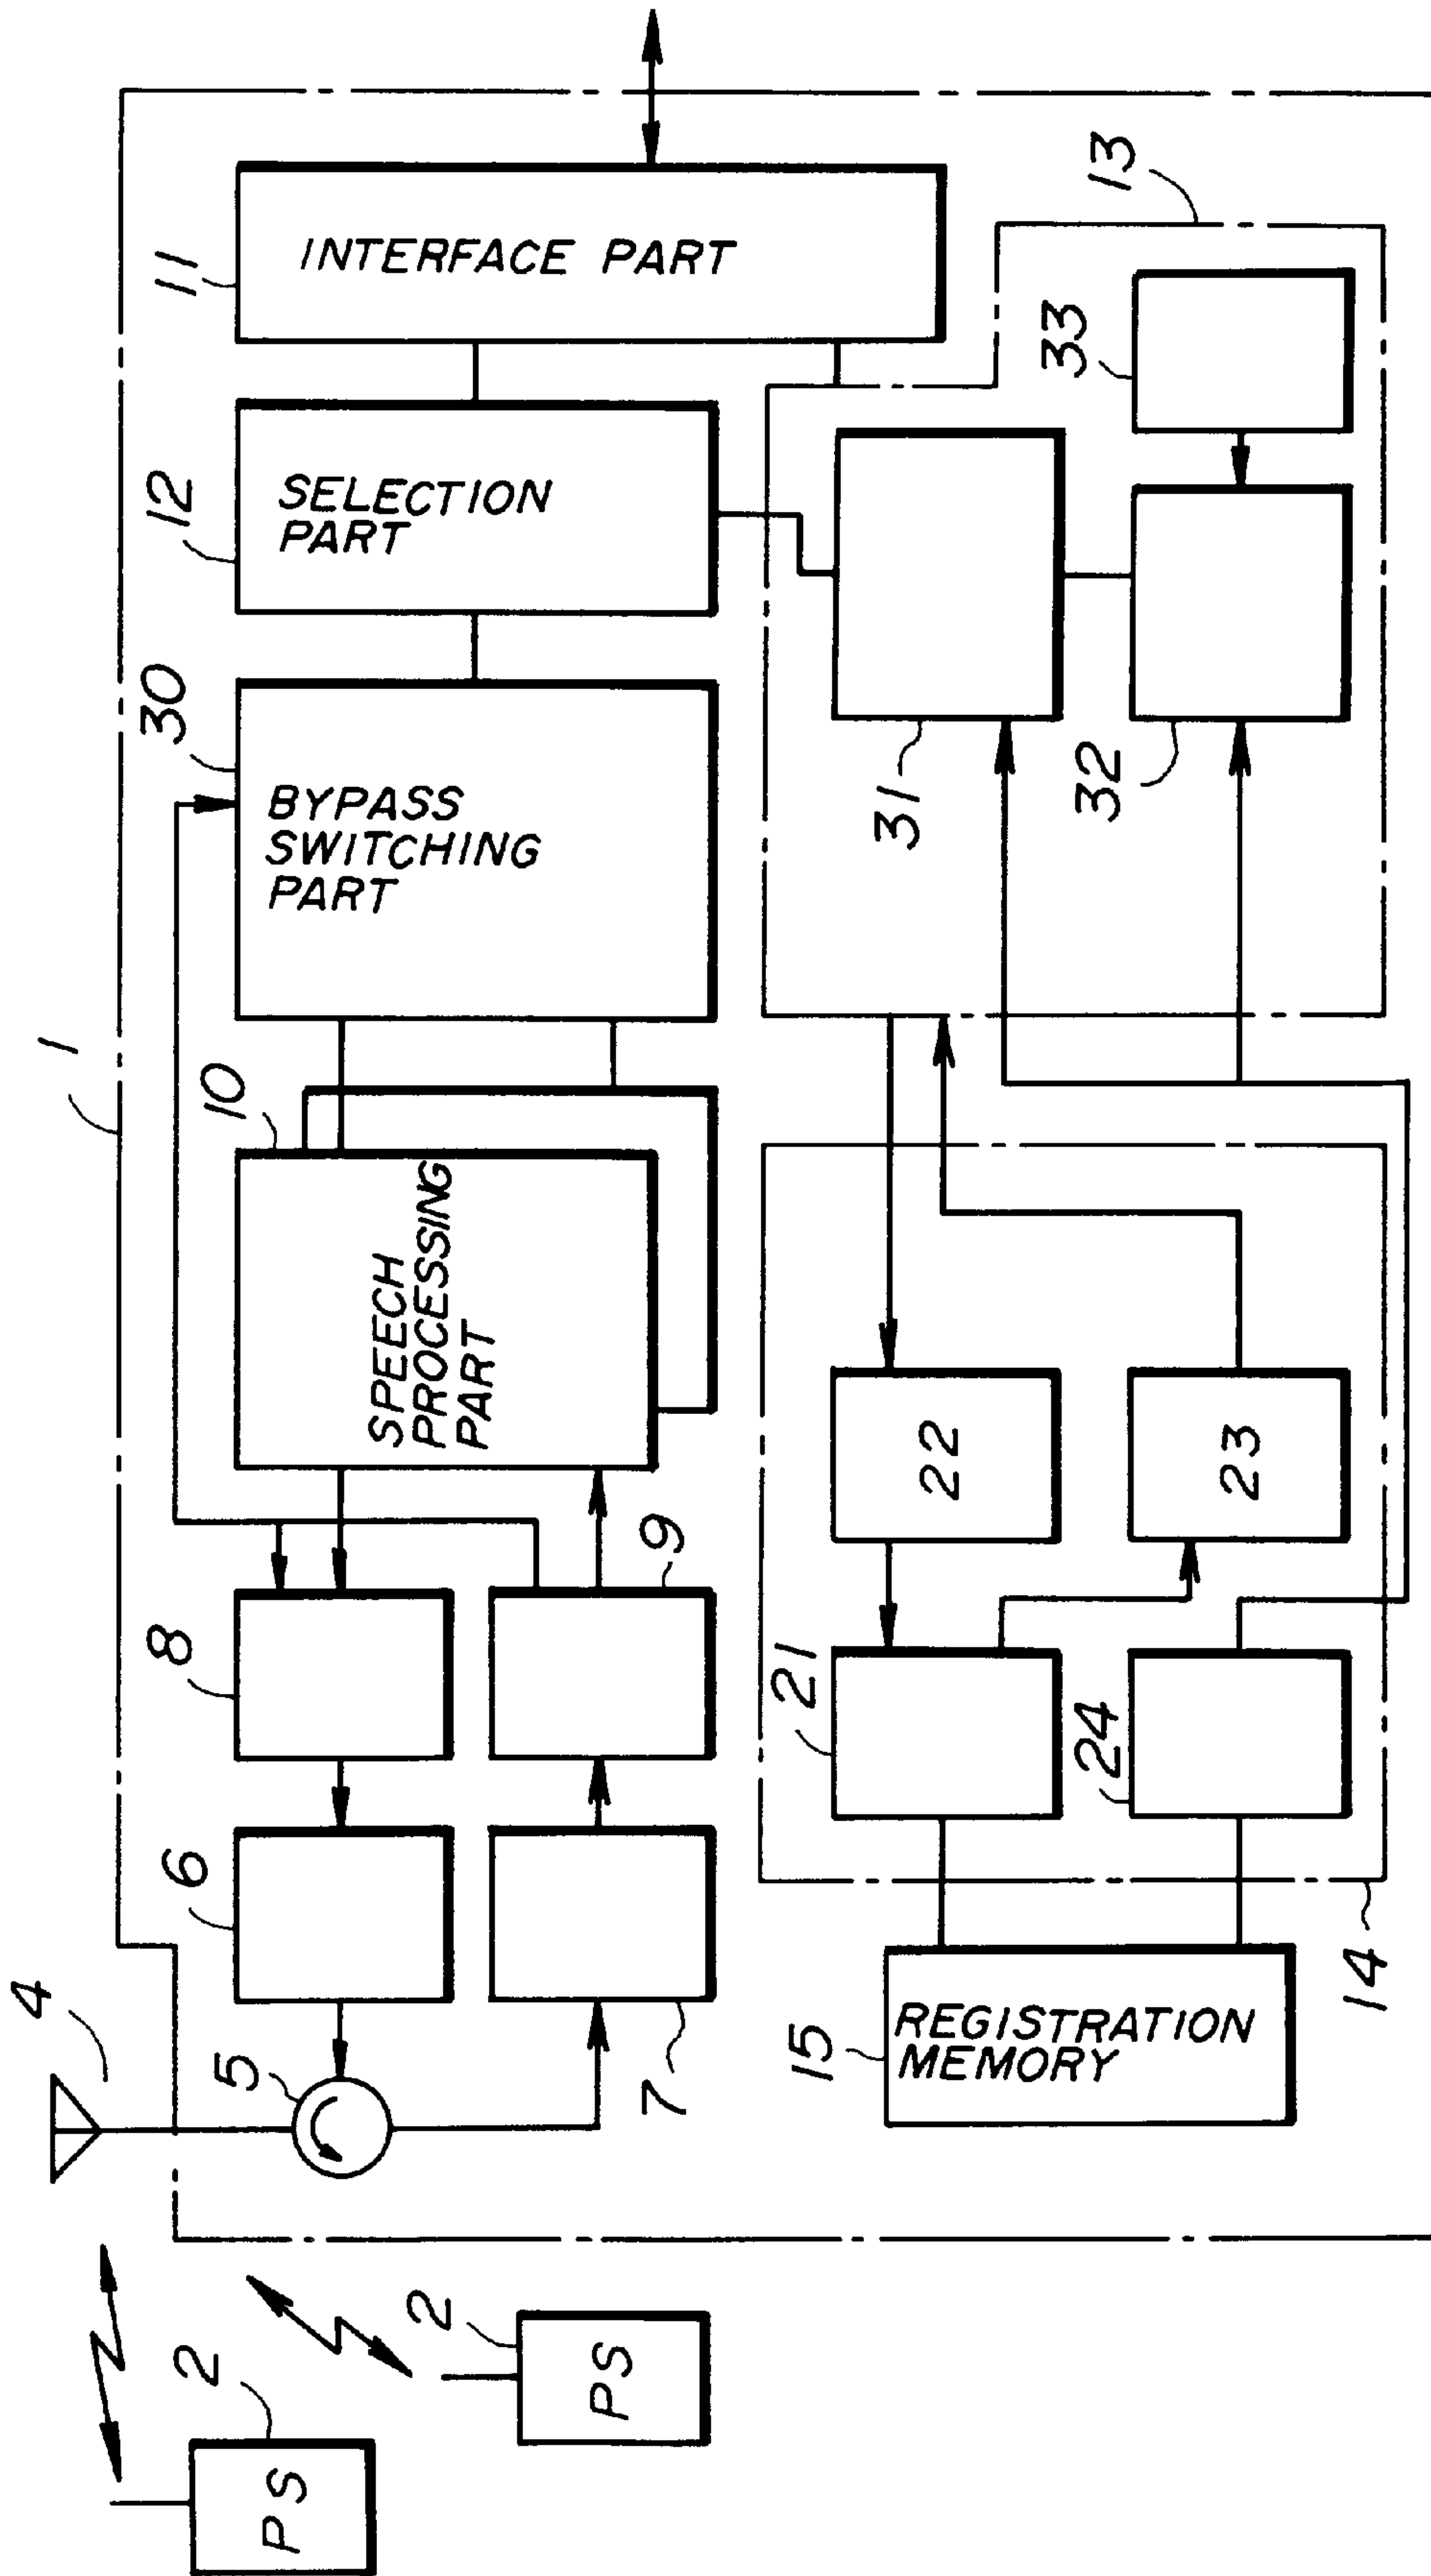 1
4
5
6
8
10
SPEECH
PROCESSING
PART
30
BYPASS
SWITCHING
PART
12
SELECTION
PART
11
INTERFACE PART
7
9
2
PS
2
PS
15
REGISTRATION
MEMORY
14
21
22
24
23
31
32
33
13